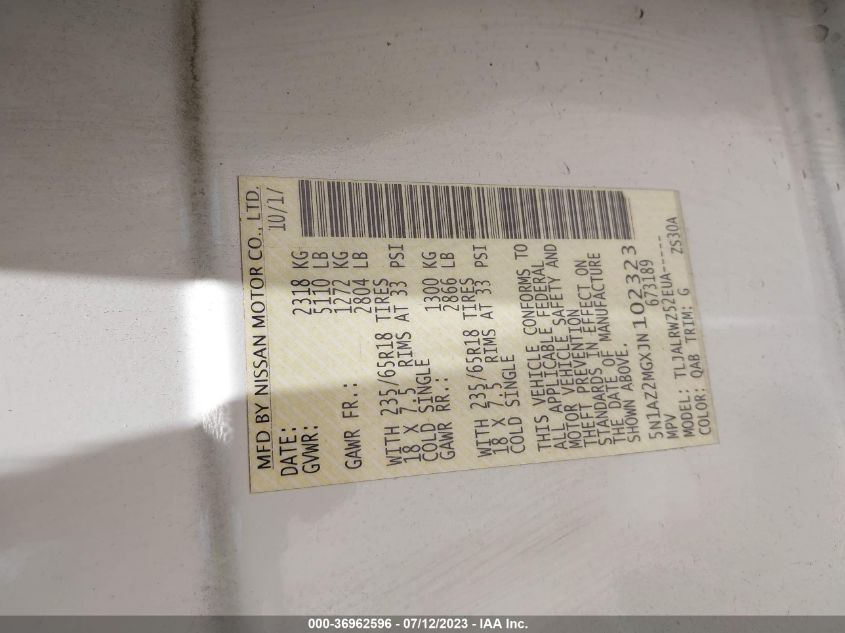 MFD BY NISSAN MOTOR CO., LTD.
DATE: 10/17
GVWR: 2318 KG
5110 LB
GAWR FR.: 1272 KG
2804 LB
WITH 235/65R18 TIRES
18 X 7.5 RIMS AT 33 PSI
COLD SINGLE
GAWR RR.: 1300 KG
2866 LB
WITH 235/65R18 TIRES
18 X 7.5 RIMS AT 33 PSI
COLD SINGLE
THIS VEHICLE CONFORMS TO
ALL APPLICABLE FEDERAL
MOTOR VEHICLE SAFETY AND
THEFT PREVENTION
STANDARDS IN EFFECT ON
THE DATE OF MANUFACTURE
SHOWN ABOVE.
5N1AZ2MGXJN102323
MPV 673189
MODEL: TLJALRWZ52EUA-----
COLOR: QAB TRIM: G ZS30A
000-36962596 - 07/12/2023 - IAA Inc.